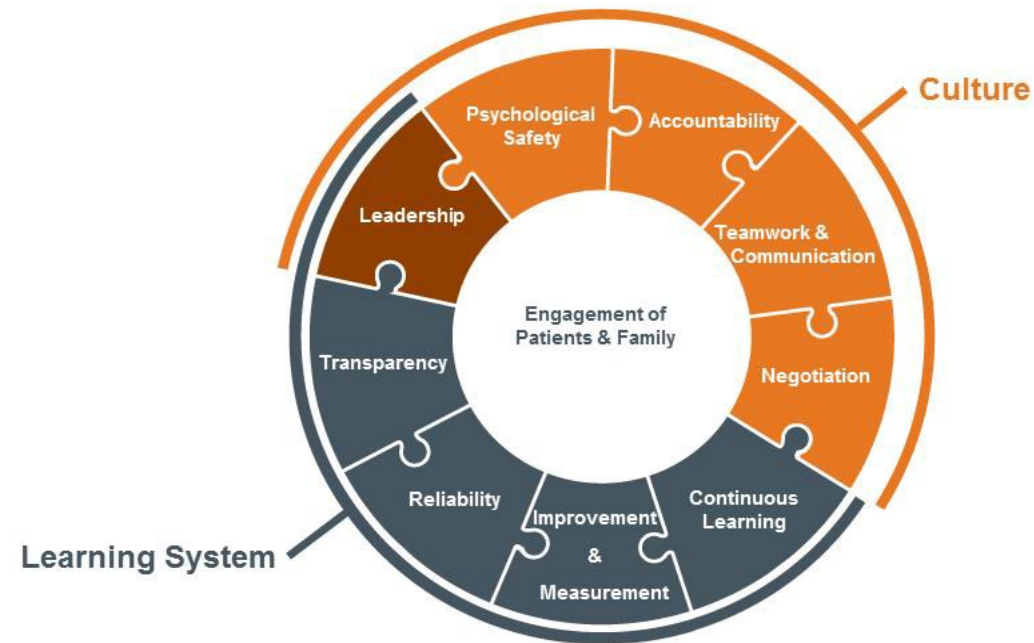 Culture
Psychological
Safety
Accountability
Leadership
Teamwork &
Communication
Engagement of
Patients & Family
Transparency
Negotiation
Reliability
Improvement
&
Measurement
Continuous
Learning
Learning System